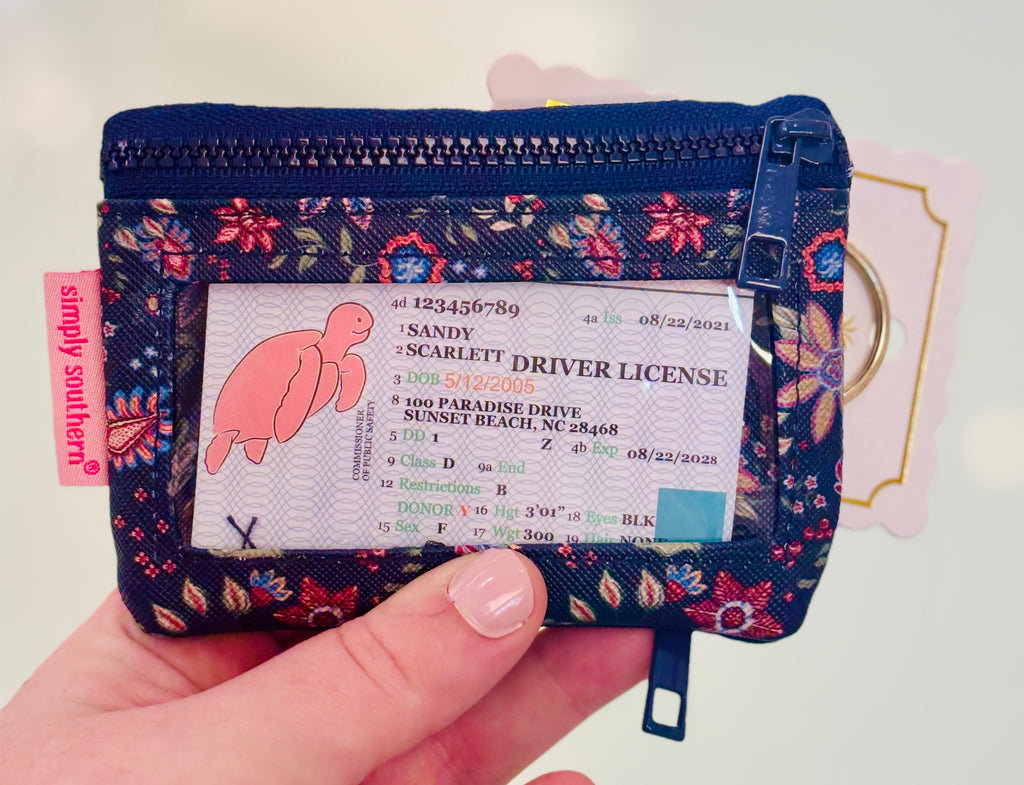 simply southern®
4d 123456789
4a Iss 08/22/2021
1 SANDY
2 SCARLETT DRIVER LICENSE
3 DOB 5/12/2005
8 100 PARADISE DRIVE
SUNSET BEACH, NC 28468
5 DD 1 Z 4b Exp 08/22/2028
9 Class D 9a End
12 Restrictions B
DONOR Y 16 Hgt 3'01" 18 Eyes BLK
15 Sex F 17 Wgt 300 19 Hair NONE
COMMISSIONER
OF PUBLIC SAFETY
X